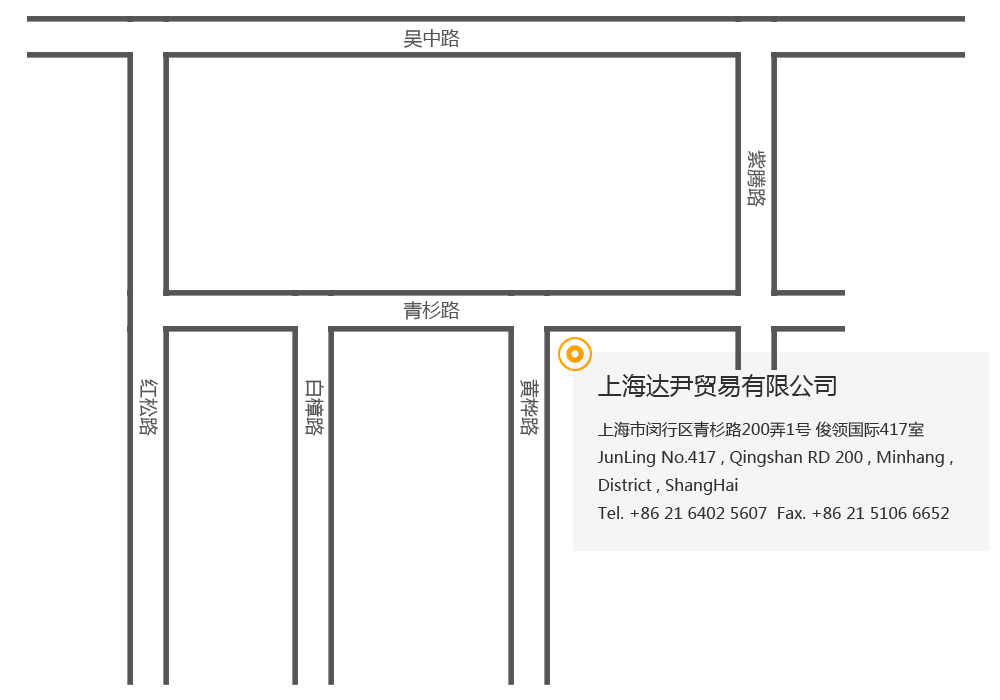 吴中路
紫腾路
青杉路
红松路
白樟路
黄桦路
上海达尹贸易有限公司
上海市闵行区青杉路200弄1号 俊领国际417室
JunLing No.417 , Qingshan RD 200 , Minhang ,
District , ShangHai
Tel. +86 21 6402 5607  Fax. +86 21 5106 6652